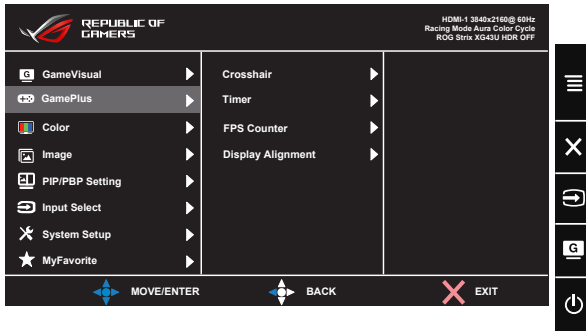 REPUBLIC OF
GAMERS
HDMI-1 3840x2160@ 60Hz
Racing Mode Aura Color Cycle
ROG Strix XG43U HDR OFF
G GameVisual
GamePlus
Color
Image
PIP/PBP Setting
Input Select
System Setup
MyFavorite
Crosshair
Timer
FPS Counter
Display Alignment
MOVE/ENTER
BACK
EXIT
G